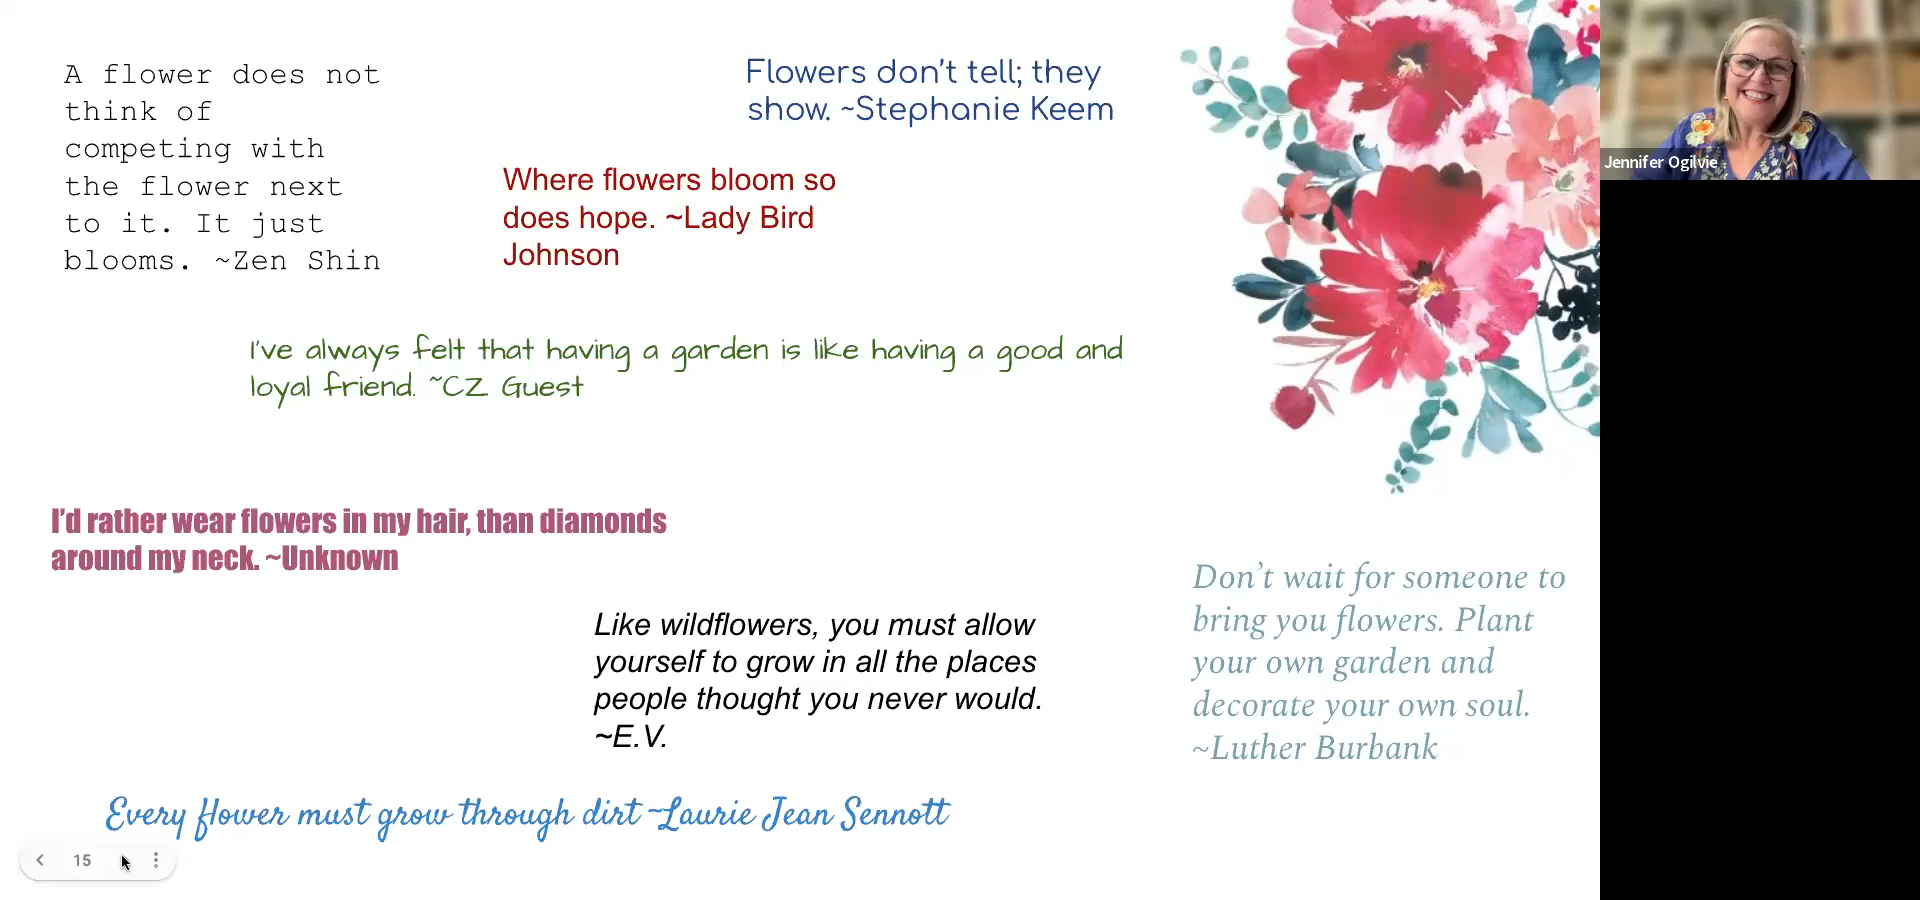 A flower does not
think of
competing with
the flower next
to it. It just
blooms. ~Zen Shin
Flowers don't tell; they
show. ~Stephanie Keem
Where flowers bloom so
does hope. ~Lady Bird
Johnson
I've always felt that having a garden is like having a good and
loyal friend. ~CZ Guest
I'd rather wear flowers in my hair, than diamonds
around my neck. ~Unknown
Like wildflowers, you must allow
yourself to grow in all the places
people thought you never would.
~E.V.
Don't wait for someone to
bring you flowers. Plant
your own garden and
decorate your own soul.
~Luther Burbank
Every flower must grow through dirt ~Laurie Jean Sennott
15
Jennifer Ogilvie